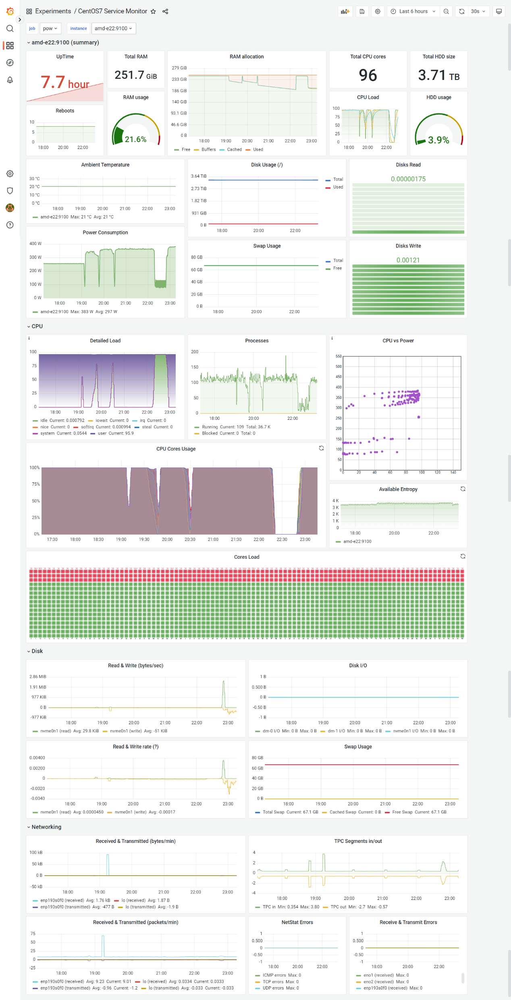 Experiments / CentOS7 Service Monitor
Last 6 hours
30s
job pow instance amd-e22:9100
amd-e22:9100 (summary)
UpTime
7.7 hour
Total RAM
251.7 GiB
RAM allocation
279 GiB
233 GiB
186 GiB
140 GiB
93.1 GiB
46.6 GiB
0 B
18:00 19:00 20:00 21:00 22:00 23:00
Free Buffers Cached Used
Total CPU cores
96
Total HDD size
3.71 TB
Reboots
10
5
0
18:00 20:00 22:00
RAM usage
21.6%
CPU Load
100
75
50
25
0
18:00 20:00 22:00
HDD usage
3.9%
Ambient Temperature
30 °C
20 °C
10 °C
0 °C
18:00 19:00 20:00 21:00 22:00 23:00
amd-e22:9100 Max: 21 °C Avg: 21 °C
Disk Usage (/)
3.64 TiB
2.73 TiB
1.82 TiB
931 GiB
0 B
18:00 20:00 22:00
Total
Used
Disks Read
0.00000175
Power Consumption
400 W
300 W
200 W
100 W
0 W
18:00 19:00 20:00 21:00 22:00 23:00
amd-e22:9100 Max: 383 W Avg: 297 W
Swap Usage
80 GB
60 GB
40 GB
20 GB
0 B
18:00 20:00 22:00
Total
Free
Disks Write
0.00121
CPU
Detailed Load
100
75
50
25
0
18:00 19:00 20:00 21:00 22:00 23:00
idle Current: 0.000792 iowait Current: 0 irq Current: 0
nice Current: 0 softirq Current: 0.000994 steal Current: 0
system Current: 0.0544 user Current: 95.9
Processes
200
150
100
50
0
18:00 20:00 22:00
Running Current: 109 Total: 36.7 K
Blocked Current: 0 Total: 0
CPU vs Power
550
500
450
400
350
300
250
200
150
100
50
0
0 20 40 60 80 100 120 140
CPU Cores Usage
100%
75%
50%
25%
0%
17:30 18:00 18:30 19:00 19:30 20:00 20:30 21:00 21:30 22:00 22:30 23:00
Available Entropy
4 K
3 K
2 K
1 K
0
18:00 20:00 22:00
amd-e22:9100
Cores Load
Disk
Read & Write (bytes/sec)
2.86 MiB
1.91 MiB
977 KiB
0 B
-977 KiB
18:00 19:00 20:00 21:00 22:00 23:00
nvme0n1 (read) Avg: 29.8 KiB nvme0n1 (write) Avg: -51 KiB
Disk I/O
1 B
0.500 B
0 B
-0.50 B
-1 B
18:00 19:00 20:00 21:00 22:00 23:00
dm-0 I/O Min: 0 B Max: 0 B dm-1 I/O Min: 0 B Max: 0 B nvme0n1 I/O Min: 0 B Max: 0 B
Read & Write rate (?)
0.00400
0.00200
0
-0.0020
-0.0040
18:00 19:00 20:00 21:00 22:00 23:00
nvme0n1 (read) Avg: 0.0000450 nvme0n1 (write) Avg: -0.00017
Swap Usage
80 GB
60 GB
40 GB
20 GB
0 B
18:00 19:00 20:00 21:00 22:00 23:00
Total Swap Current: 67.1 GB Cached Swap Current: 0 B Free Swap Current: 67.1 GB
Networking
Received & Transmitted (bytes/min)
100 kB
50 kB
0 B
-50 kB
18:00 19:00 20:00 21:00 22:00 23:00
enp193s0f0 (received) Avg: 1.76 kB lo (received) Avg: 1.87 B
enp193s0f0 (transmitted) Avg: -477 B lo (transmitted) Avg: -1.9 B
TPC Segments in/out
4
2
0
-2
-4
18:00 19:00 20:00 21:00 22:00 23:00
TPC in Min: 0.354 Max: 3.80 TPC out Min: -2.7 Max: -0.57
Received & Transmitted (packets/min)
75
50
25
0
-25
18:00 19:00 20:00 21:00 22:00 23:00
enp193s0f0 (received) Avg: 9.23 Current: 9.01 lo (received) Avg: 0.0334 Current: 0.0333
enp193s0f0 (transmitted) Avg: -0.96 Current: -1.2 lo (transmitted) Avg: -0.033 Current: -0.033
NetStat Errors
1
0.500
0
-0.50
-1
18:00 20:00 22:00
ICMP errors Max: 0
TCP errors Max: 0
UDP errors Max: 0
Receive & Transmit Errors
1
0.500
0
-0.50
-1
18:00 20:00 22:00
eno1 (received) Max: 0
eno2 (received) Max: 0
enp193s0f0 (received) Max: 0